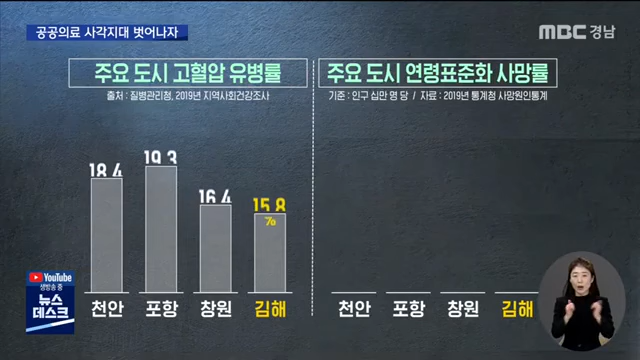 공공의료 사각지대 벗어나자
MBC 경남
주요 도시 고혈압 유병률
출처 : 질병관리청, 2019년 지역사회건강조사
18.4
19.3
16.4
15.8
%
천안
포항
창원
김해
주요 도시 연령표준화 사망률
기준 : 인구 십만 명 당 / 자료 : 2019년 통계청 사망원인통계
천안
포항
창원
김해
YouTube
생방송 중
뉴스
데스크